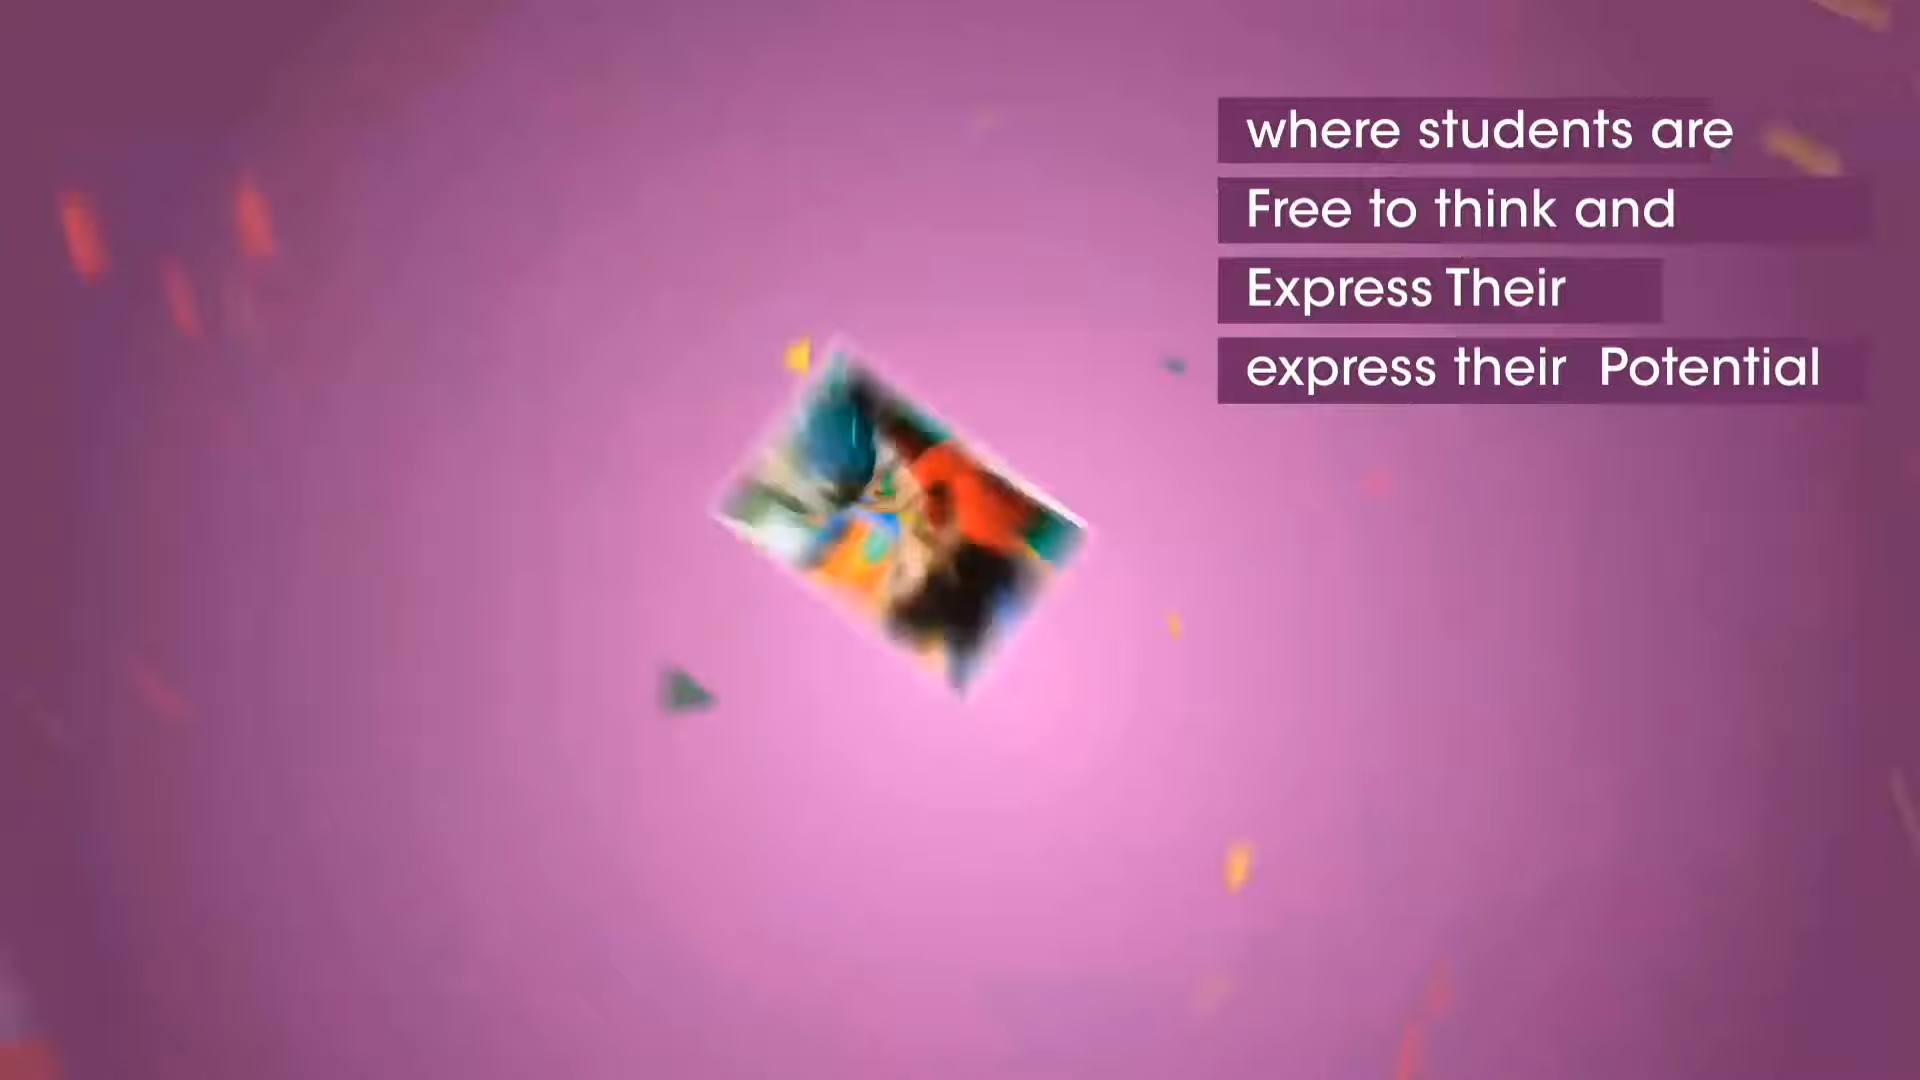 where students are
Free to think and
Express Their
express their Potential